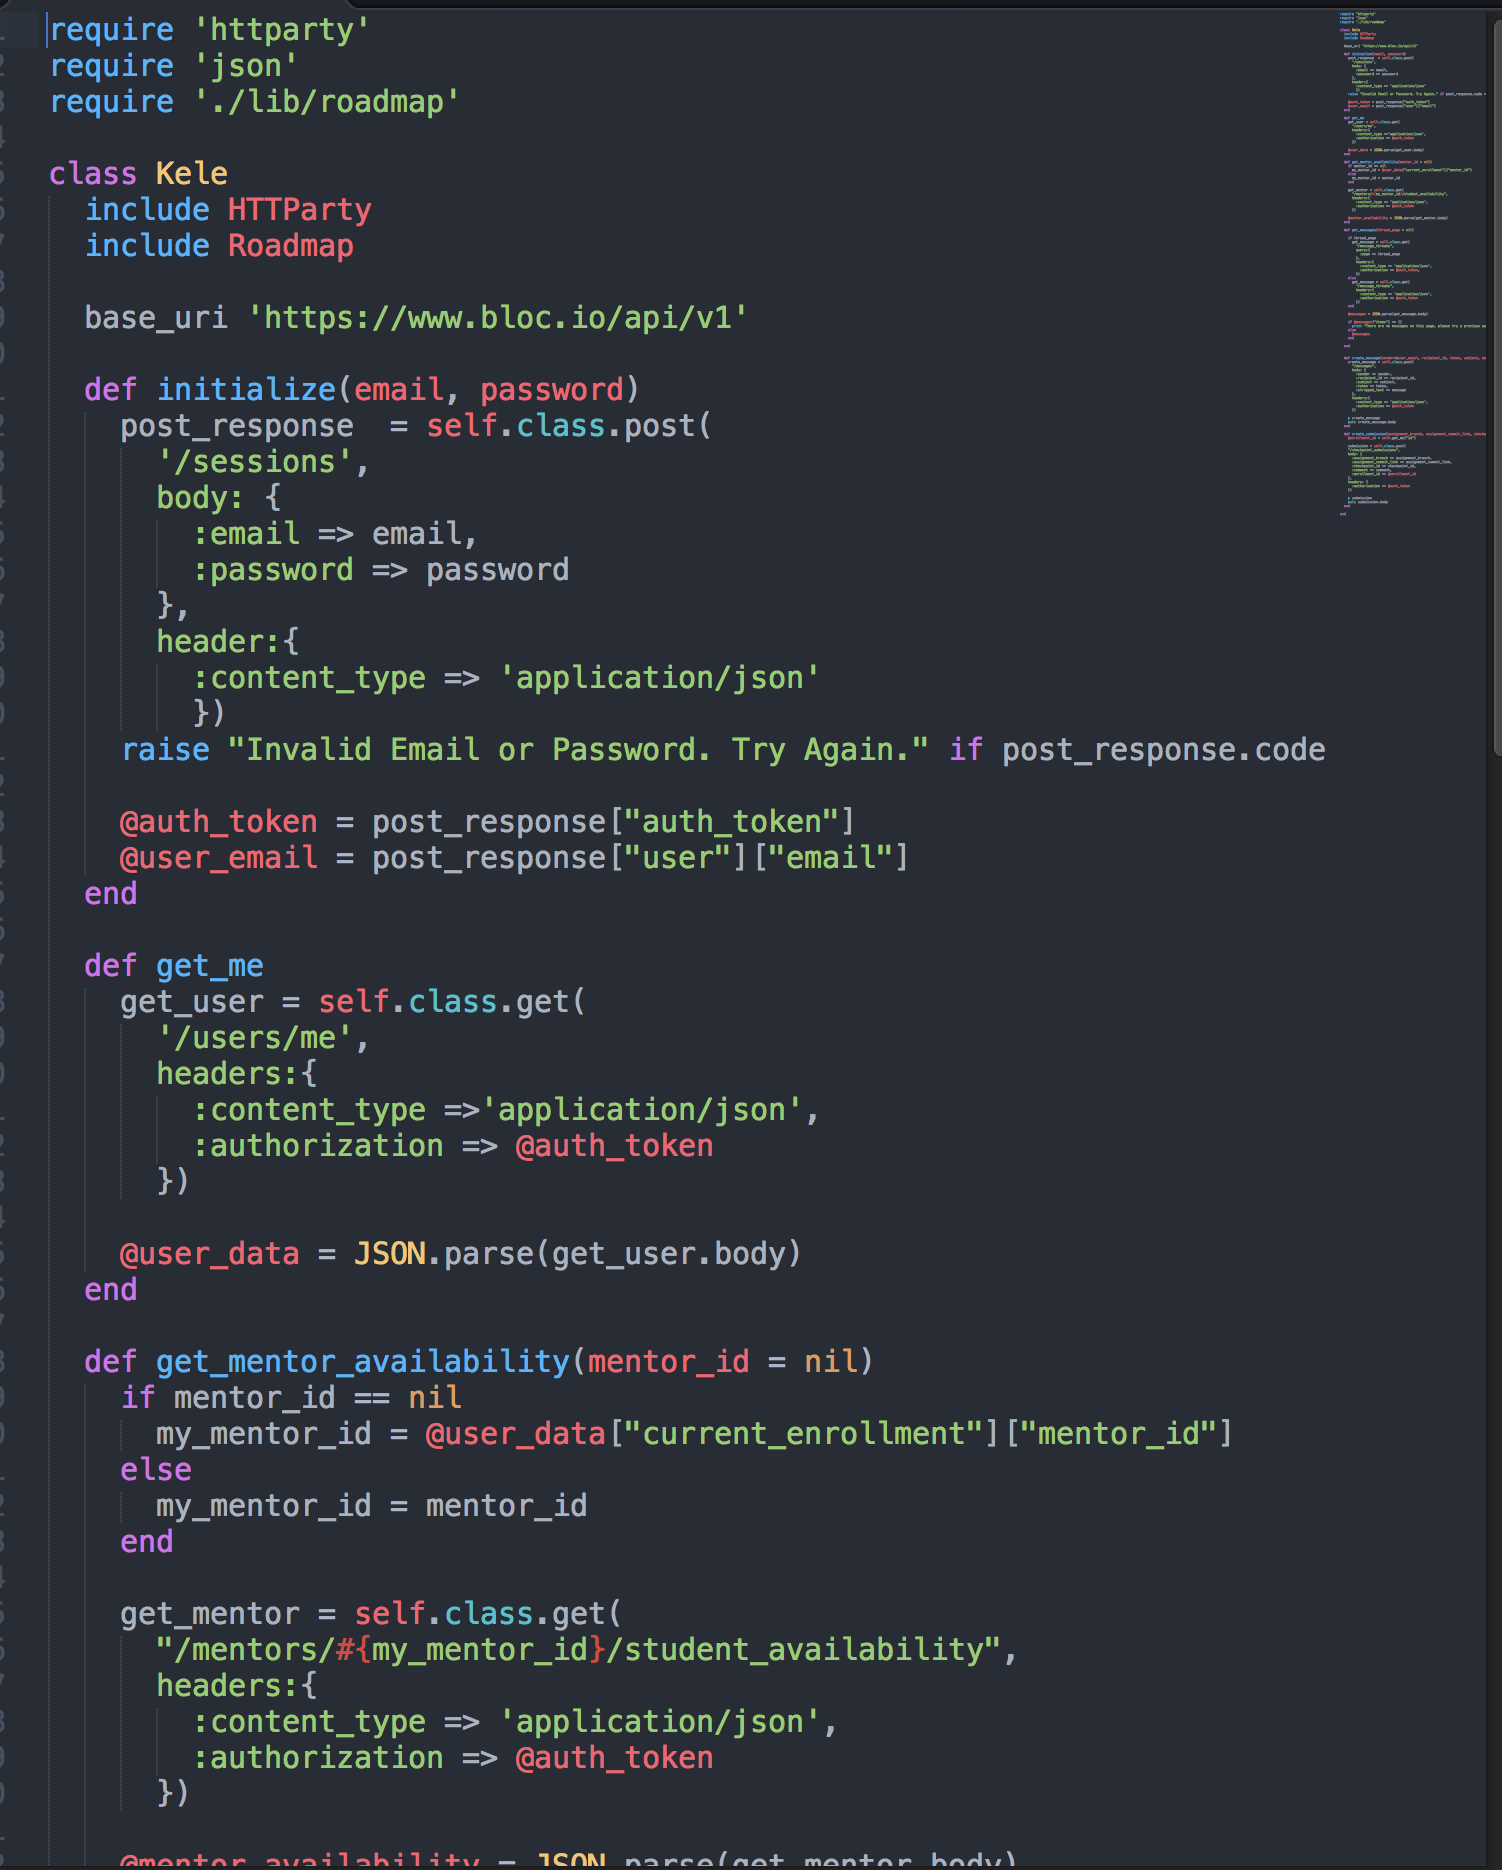 require 'httparty'
require 'json'
require './lib/roadmap'

class Kele
  include HTTParty
  include Roadmap

  base_uri 'https://www.bloc.io/api/v1'

  def initialize(email, password)
    post_response  = self.class.post(
      '/sessions',
      body: {
        :email => email,
        :password => password
      },
      header:{
        :content_type => 'application/json'
        })
    raise "Invalid Email or Password. Try Again." if post_response.code

    @auth_token = post_response["auth_token"]
    @user_email = post_response["user"]["email"]
  end

  def get_me
    get_user = self.class.get(
      '/users/me',
      headers:{
        :content_type =>'application/json',
        :authorization => @auth_token
      })

    @user_data = JSON.parse(get_user.body)
  end

  def get_mentor_availability(mentor_id = nil)
    if mentor_id == nil
      my_mentor_id = @user_data["current_enrollment"]["mentor_id"]
    else
      my_mentor_id = mentor_id
    end

    get_mentor = self.class.get(
      "/mentors/#{my_mentor_id}/student_availability",
      headers:{
        :content_type => 'application/json',
        :authorization => @auth_token
      })

    @mentor_availability = JSON.parse(get_mentor.body)